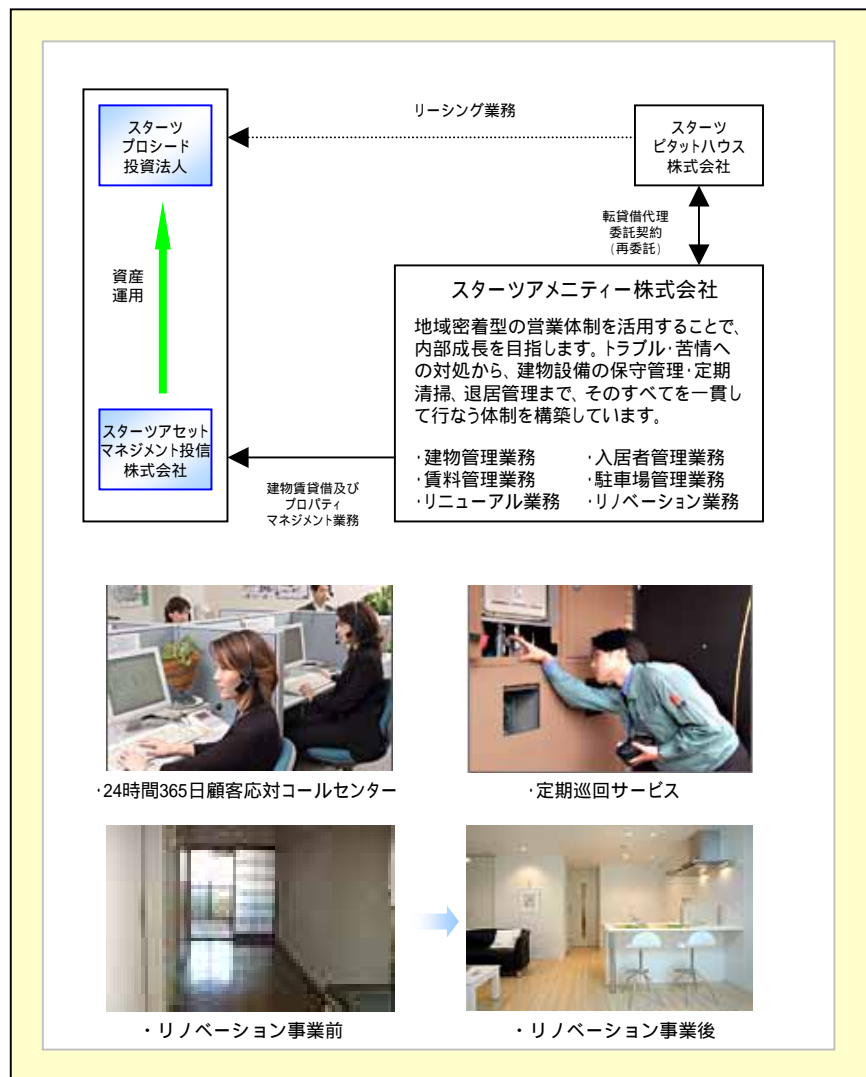 スターツ
プロシード
投資法人
リーシング業務
スターツ
ピタットハウス
株式会社
転貸借代理
委託契約
(再委託)
資産
運用
スターツアメニティー株式会社
地域密着型の営業体制を活用することで、
内部成長を目指します。トラブル・苦情へ
の対処から、建物設備の保守管理・定期
清掃、退居管理まで、そのすべてを一貫し
て行なう体制を構築しています。
・建物管理業務 ・入居者管理業務
・賃料管理業務 ・駐車場管理業務
・リニューアル業務 ・リノベーション業務
スターツアセット
マネジメント投信
株式会社
建物賃貸借及び
プロパティ
マネジメント業務
・24時間365日顧客応対コールセンター
・定期巡回サービス
・リノベーション事業前
・リノベーション事業後